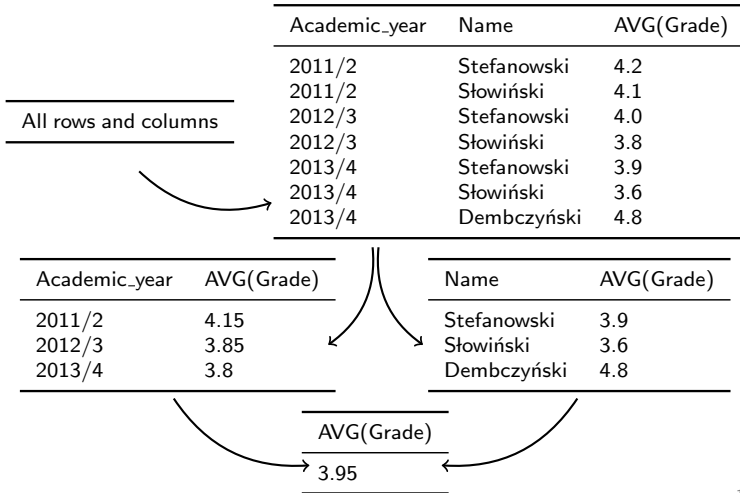 Academic_year Name AVG(Grade)
2011/2 Stefanowski 4.2
2011/2 Słowiński 4.1
2012/3 Stefanowski 4.0
2012/3 Słowiński 3.8
2013/4 Stefanowski 3.9
2013/4 Słowiński 3.6
2013/4 Dembczyński 4.8
All rows and columns
Academic_year AVG(Grade)
2011/2 4.15
2012/3 3.85
2013/4 3.8
Name AVG(Grade)
Stefanowski 3.9
Słowiński 3.6
Dembczyński 4.8
AVG(Grade)
3.95